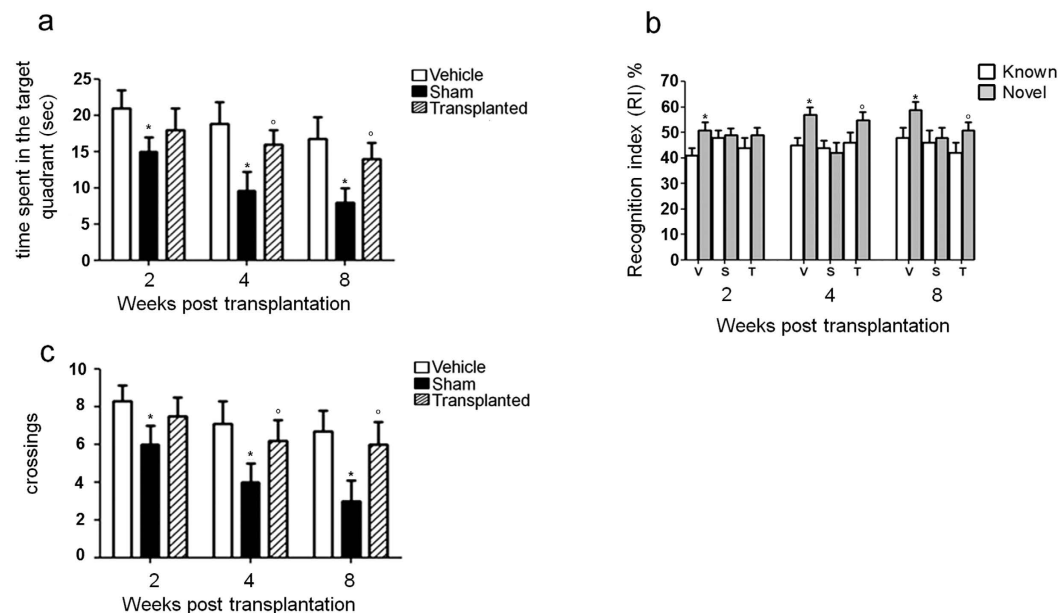 a
time spent in the target
quadrant (sec)
25
20
15
10
5
0
*
*
°
*
°
2 4 8
Weeks post transplantation
Vehicle
Sham
Transplanted
b
Recognition index (RI) %
70
60
50
40
30
20
10
0
*
*
°
*
°
V S T V S T V S T
2 4 8
Weeks post transplantation
Known
Novel
c
crossings
10
8
6
4
2
0
*
*
°
*
°
2 4 8
Weeks post transplantation
Vehicle
Sham
Transplanted